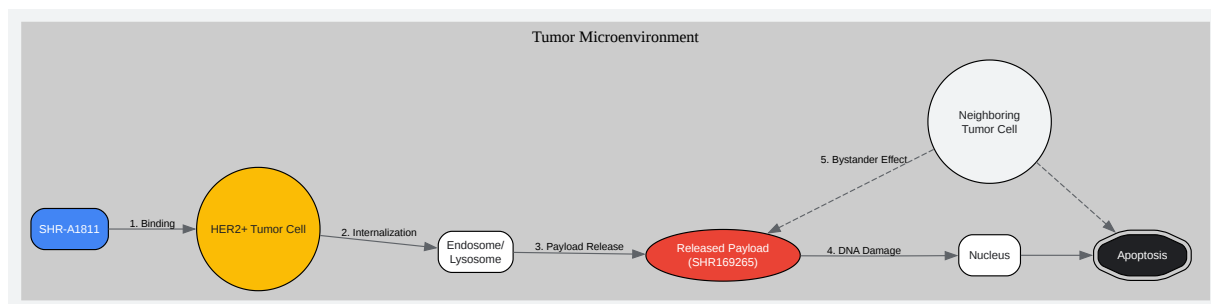 Tumor Microenvironment
SHR-A1811
1. Binding
HER2+ Tumor Cell
2. Internalization
Endosome/
Lysosome
3. Payload Release
Released Payload
(SHR169265)
4. DNA Damage
Nucleus
Apoptosis
5. Bystander Effect
Neighboring
Tumor Cell